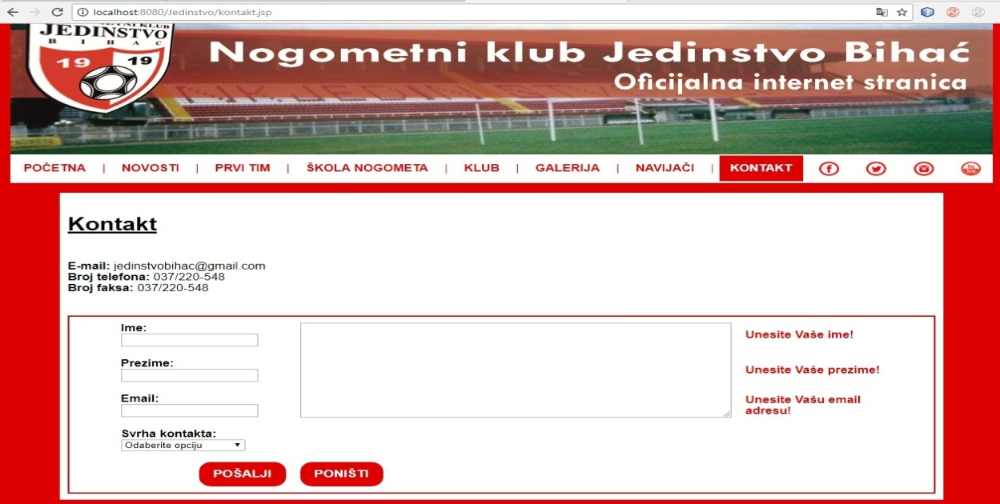 localhost:8080/Jedinstvo/kontakt.jsp
JEDINSTVO
BIHAĆ
19 19
Nogometni klub Jedinstvo Bihać
Oficijalna internet stranica
POČETNA | NOVOSTI | PRVI TIM | ŠKOLA NOGOMETA | KLUB | GALERIJA | NAVIJAČI | KONTAKT
Kontakt
E-mail: jedinstvobihac@gmail.com
Broj telefona: 037/220-548
Broj faksa: 037/220-548
Ime:
Unesite Vaše ime!
Prezime:
Unesite Vaše prezime!
Email:
Unesite Vašu email
adresu!
Svrha kontakta:
Odaberite opciju
POŠALJI PONIŠTI